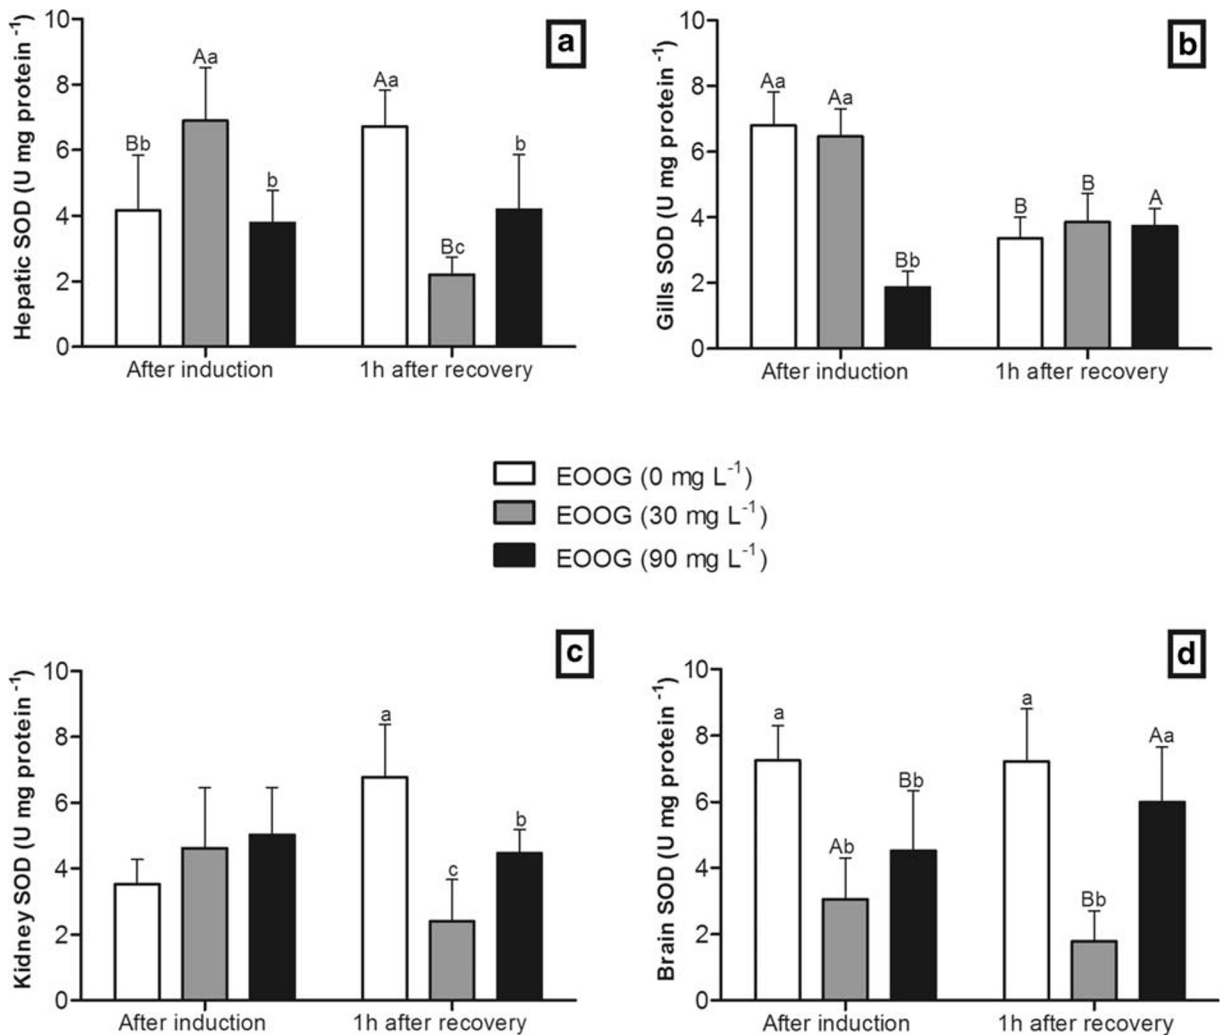 a
Hepatic SOD (U mg protein⁻¹)
10
8
6
4
2
0
Bb
Aa
b
Aa
Bc
b
After induction
1h after recovery
b
Gills SOD (U mg protein⁻¹)
10
8
6
4
2
0
Aa
Aa
Bb
B
B
A
After induction
1h after recovery
EOOG (0 mg L⁻¹)
EOOG (30 mg L⁻¹)
EOOG (90 mg L⁻¹)
c
Kidney SOD (U mg protein⁻¹)
10
8
6
4
2
0
a
c
b
After induction
1h after recovery
d
Brain SOD (U mg protein⁻¹)
10
8
6
4
2
0
a
Ab
Bb
a
Bb
Aa
After induction
1h after recovery